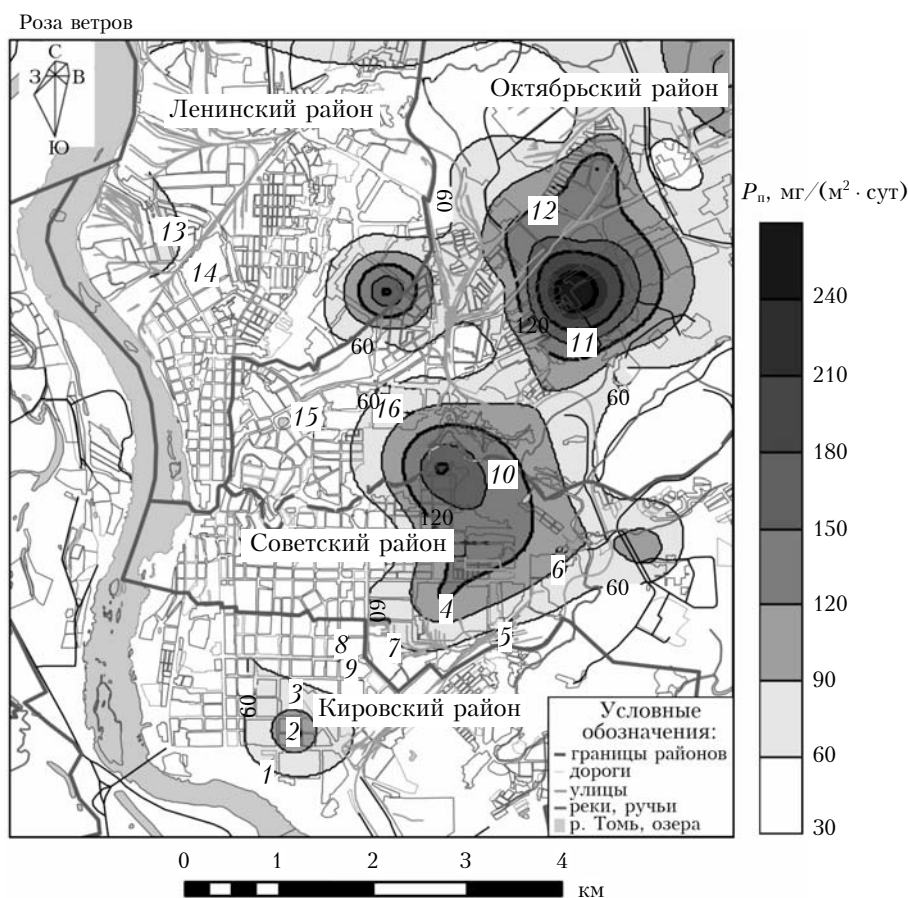 Роза ветров
С
З В
Ю
Ленинский район
Октябрьский район
P_п, мг/(м² · сут)
60
12
13
14
240
120
11
210
60
60
15
60
16
180
10
150
120
Советский район
6
120
60
60
4
5
90
8
7
9
60
3
60
Кировский район
2
1
30
Условные
обозначения:
границы районов
дороги
улицы
реки, ручьи
р. Томь, озера
0 1 2 3 4
км